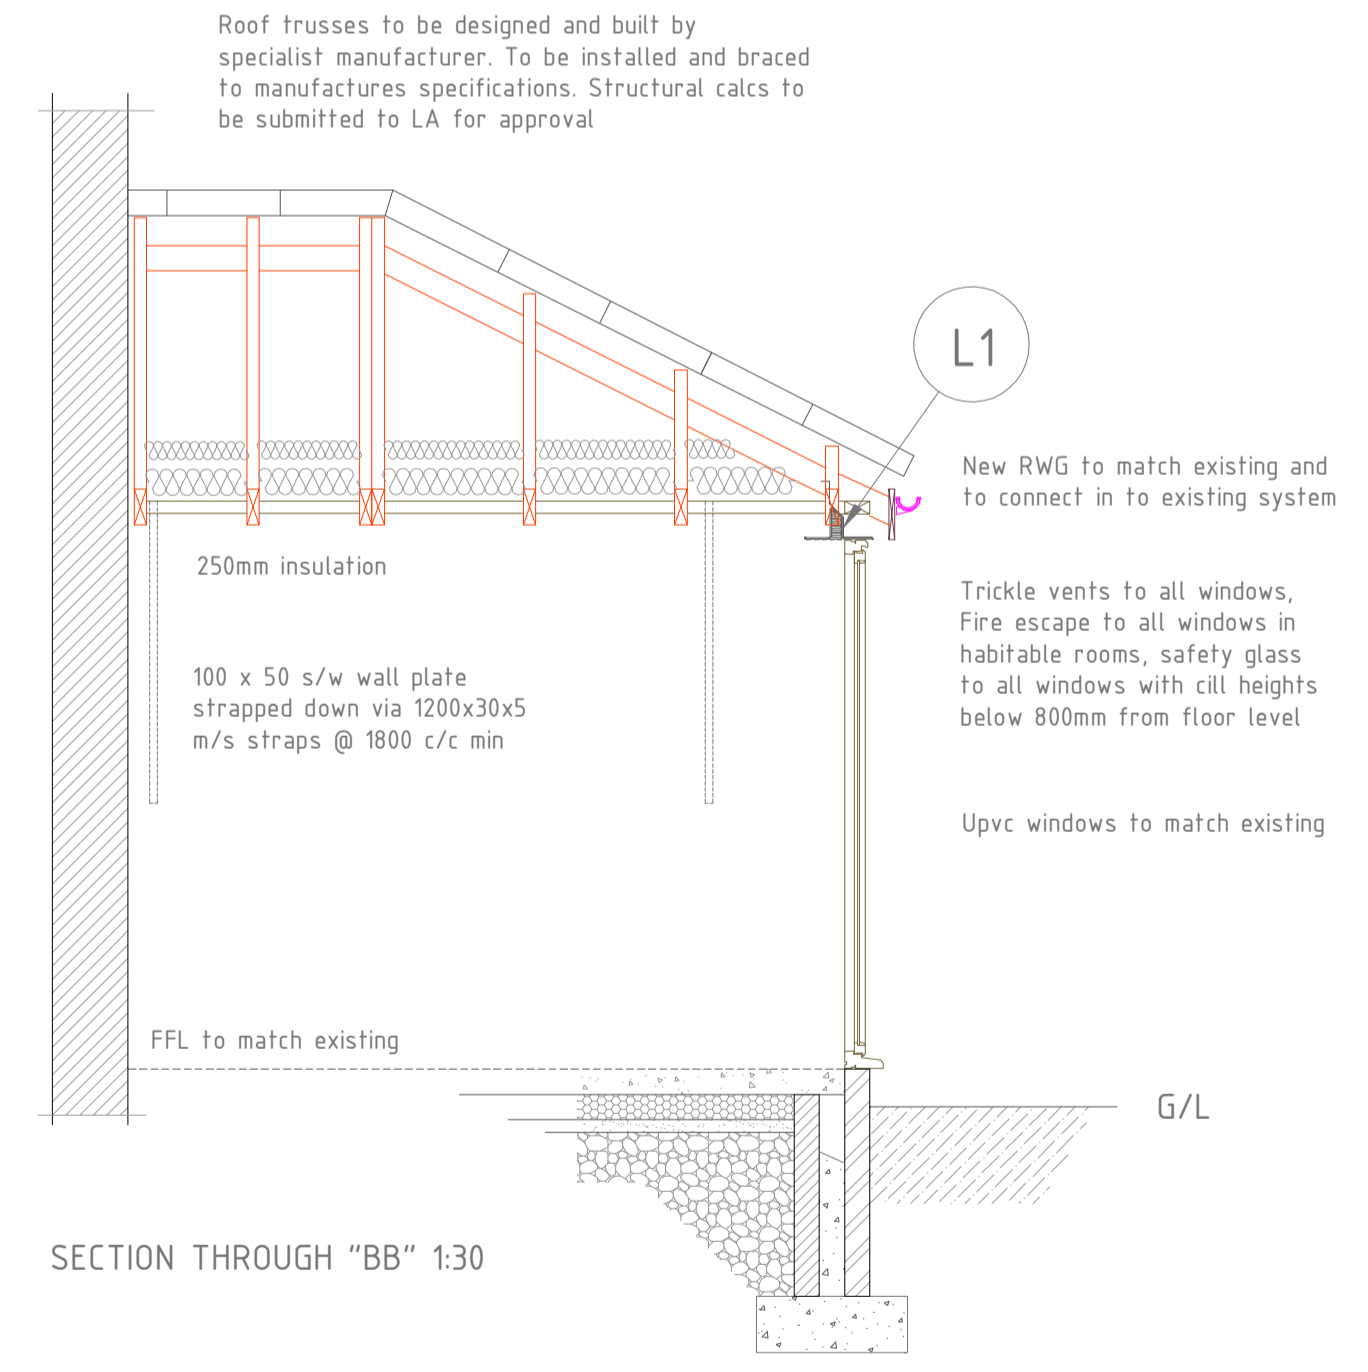 Roof trusses to be designed and built by
specialist manufacturer. To be installed and braced
to manufactures specifications. Structural calcs to
be submitted to LA for approval
L1
New RWG to match existing and
to connect in to existing system
250mm insulation
Trickle vents to all windows,
Fire escape to all windows in
habitable rooms, safety glass
to all windows with cill heights
below 800mm from floor level
100 x 50 s/w wall plate
strapped down via 1200x30x5
m/s straps @ 1800 c/c min
Upvc windows to match existing
FFL to match existing
G/L
SECTION THROUGH "BB" 1:30